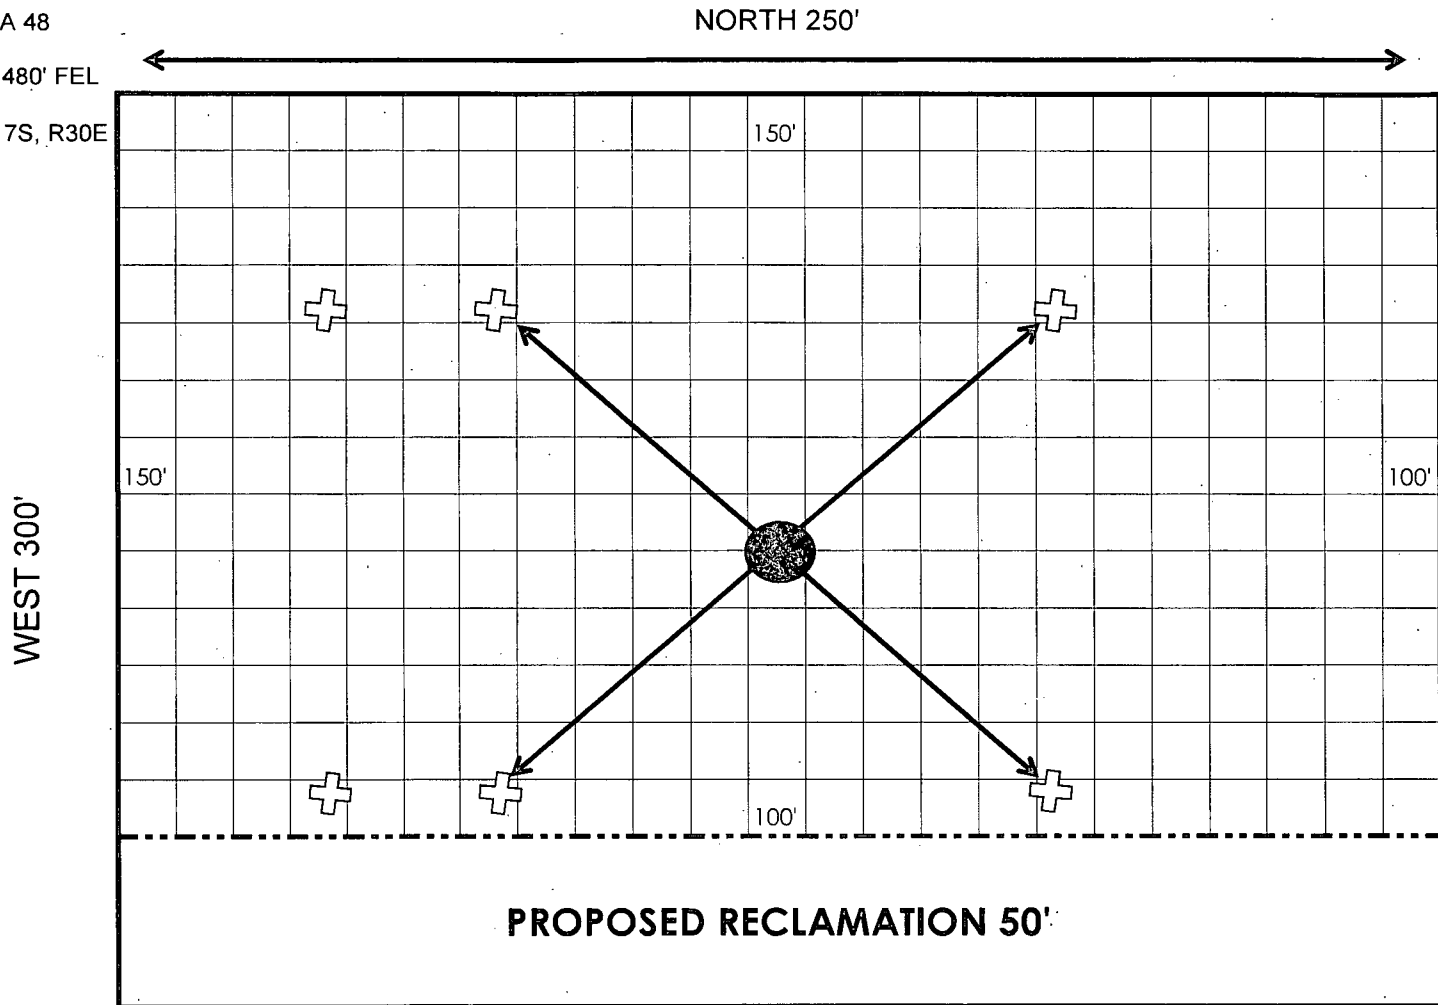 A 48
NORTH 250'
480' FEL
7S, R30E
150'
150'
100'
WEST 300'
100'
PROPOSED RECLAMATION 50'